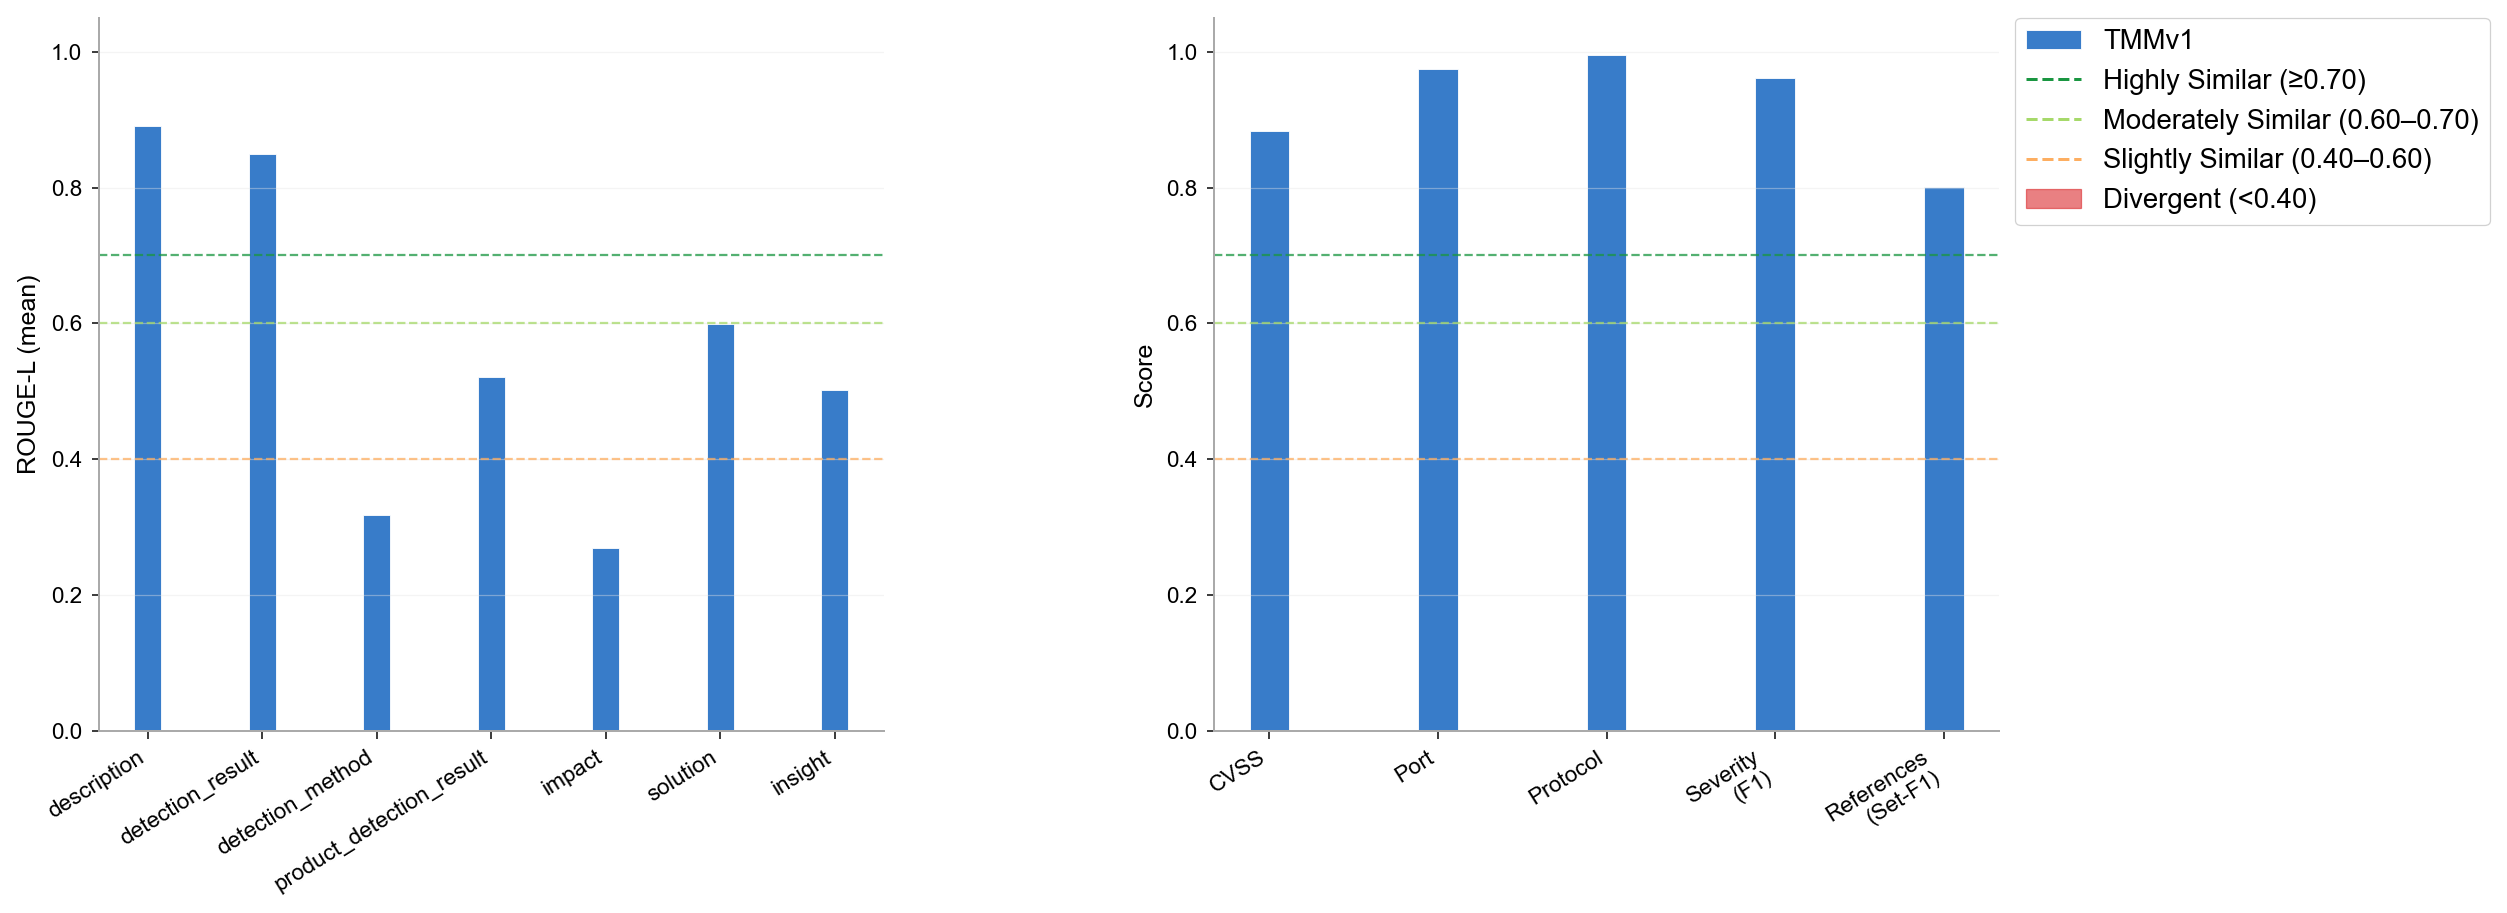 ROUGE-L (mean)
1.0
0.8
0.6
0.4
0.2
0.0
description
detection_result
detection_method
product_detection_result
impact
solution
insight
Score
1.0
0.8
0.6
0.4
0.2
0.0
CVSS
Port
Protocol
Severity
(F1)
References
(Set-F1)
TMMv1
Highly Similar (≥0.70)
Moderately Similar (0.60–0.70)
Slightly Similar (0.40–0.60)
Divergent (<0.40)